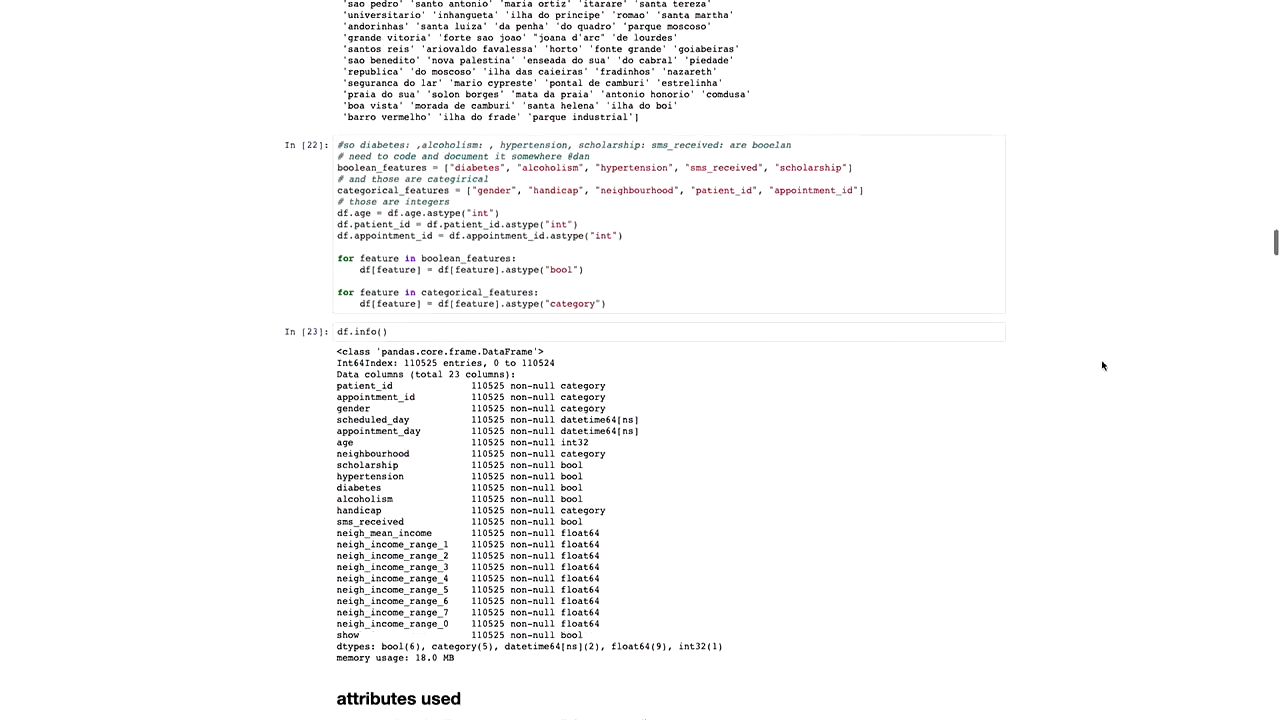 'sao pedro' 'santo antonio' 'maria ortiz' 'itarare' 'santa tereza'
'universitario' 'inhangueta' 'ilha do principe' 'romao' 'santa martha'
'andorinhas' 'santa luiza' 'da penha' 'do quadro' 'parque moscoso'
'grande vitoria' 'forte sao joao' "joana d'arc" 'de lourdes'
'santos reis' 'ariovaldo favalessa' 'horto' 'fonte grande' 'goiabeiras'
'sao benedito' 'nova palestina' 'enseada do sua' 'do cabral' 'piedade'
'republica' 'do moscoso' 'ilha das caieiras' 'fradinhos' 'nazareth'
'seguranca do lar' 'mario cypreste' 'pontal de camburi' 'estrelinha'
'praia do sua' 'solon borges' 'mata da praia' 'antonio honorio' 'comdusa'
'boa vista' 'morada de camburi' 'santa helena' 'ilha do boi'
'barro vermelho' 'ilha do frade' 'parque industrial']
In [22]: #so diabetes: ,alcoholism: , hypertension, scholarship: sms_received: are booelan
# need to code and document it somewhere @dan
boolean_features = ["diabetes", "alcoholism", "hypertension", "sms_received", "scholarship"]
# and those are categirical
categorical_features = ["gender", "handicap", "neighbourhood", "patient_id", "appointment_id"]
# those are integers
df.age = df.age.astype("int")
df.patient_id = df.patient_id.astype("int")
df.appointment_id = df.appointment_id.astype("int")
for feature in boolean_features:
    df[feature] = df[feature].astype("bool")
for feature in categorical_features:
    df[feature] = df[feature].astype("category")
In [23]: df.info()
<class 'pandas.core.frame.DataFrame'>
Int64Index: 110525 entries, 0 to 110524
Data columns (total 23 columns):
patient_id 110525 non-null category
appointment_id 110525 non-null category
gender 110525 non-null category
scheduled_day 110525 non-null datetime64[ns]
appointment_day 110525 non-null datetime64[ns]
age 110525 non-null int32
neighbourhood 110525 non-null category
scholarship 110525 non-null bool
hypertension 110525 non-null bool
diabetes 110525 non-null bool
alcoholism 110525 non-null bool
handicap 110525 non-null category
sms_received 110525 non-null bool
neigh_mean_income 110525 non-null float64
neigh_income_range_1 110525 non-null float64
neigh_income_range_2 110525 non-null float64
neigh_income_range_3 110525 non-null float64
neigh_income_range_4 110525 non-null float64
neigh_income_range_5 110525 non-null float64
neigh_income_range_6 110525 non-null float64
neigh_income_range_7 110525 non-null float64
neigh_income_range_0 110525 non-null float64
show 110525 non-null bool
dtypes: bool(6), category(5), datetime64[ns](2), float64(9), int32(1)
memory usage: 18.0 MB
attributes used